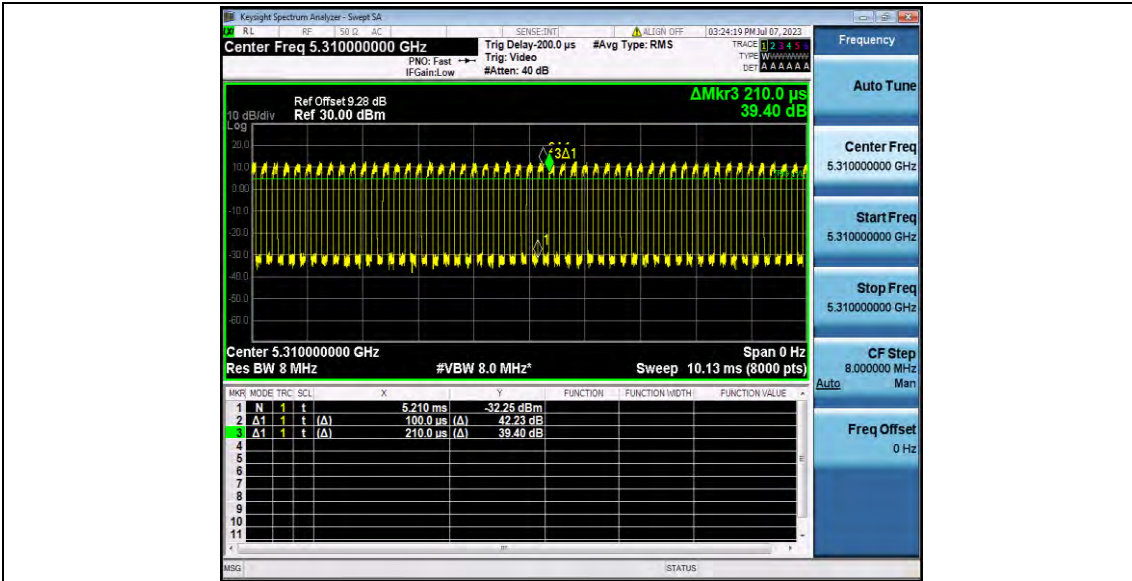 Keysight Spectrum Analyzer - Swept SA
RL RF 50 Ω AC SENSE:INT ALIGN OFF 03:24:19 PM Jul 07, 2023
Center Freq 5.310000000 GHz
PNO: Fast
IFGain:Low
Trig Delay-200.0 µs
Trig: Video
#Atten: 40 dB
#Avg Type: RMS
TRACE 1 2 3 4 5 6
TYPE W
DET A A A A A A
ΔMkr3 210.0 µs
39.40 dB
Ref Offset 9.28 dB
Ref 30.00 dBm
10 dB/div
Log
20.0
10.0
0.00
-10.0
-20.0
-30.0
-40.0
-50.0
-60.0
3Δ1
1
Center 5.310000000 GHz Span 0 Hz
Res BW 8 MHz #VBW 8.0 MHz* Sweep 10.13 ms (8000 pts)
MKR MODE TRC SCL X Y FUNCTION FUNCTION WIDTH FUNCTION VALUE
1 N 1 t 5.210 ms -32.25 dBm
2 Δ1 1 t (Δ) 100.0 µs (Δ) 42.23 dB
3 Δ1 1 t (Δ) 210.0 µs (Δ) 39.40 dB
4
5
6
7
8
9
10
11
MSG STATUS
Frequency
Auto Tune
Center Freq
5.310000000 GHz
Start Freq
5.310000000 GHz
Stop Freq
5.310000000 GHz
CF Step
8.000000 MHz
Auto Man
Freq Offset
0 Hz